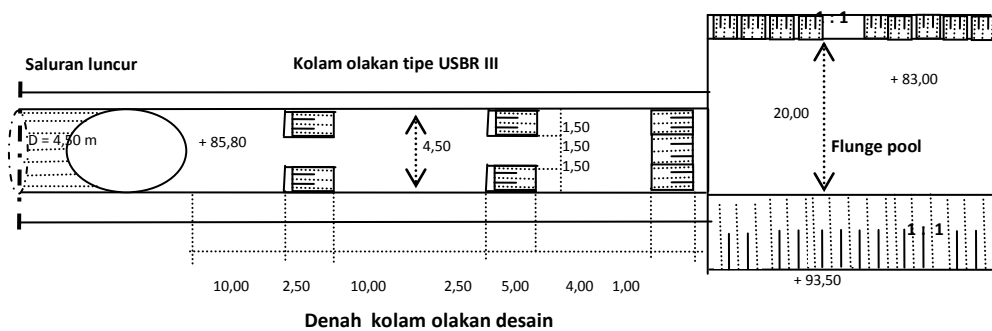 1 : 1
Saluran luncur
Kolam olakan tipe USBR III
+ 83,00
D = 4,50 m
+ 85,80
4,50
1,50
1,50
1,50
20,00
Flunge pool
1 : 1
+ 93,50
10,00 2,50 10,00 2,50 5,00 4,00 1,00
Denah kolam olakan desain